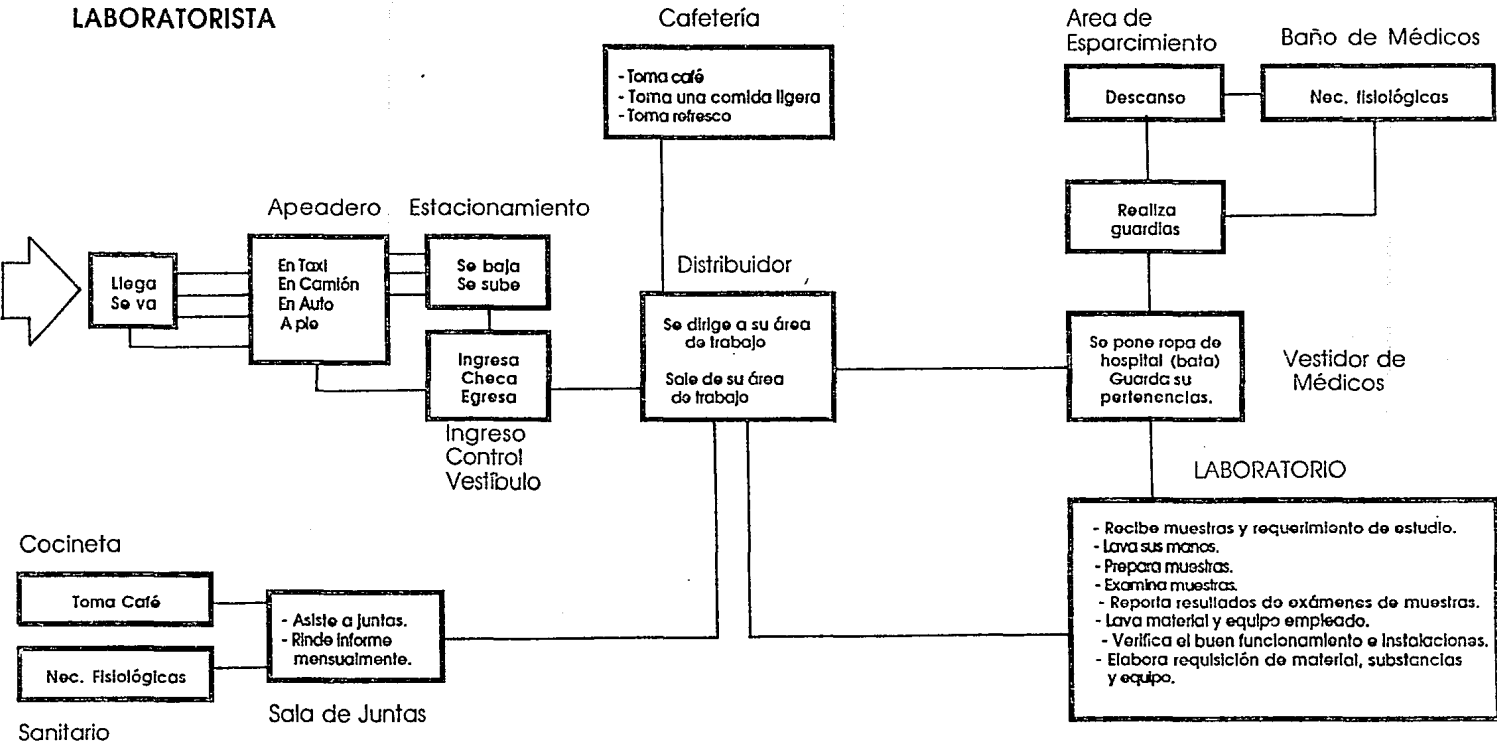 LABORATORISTA
Cafetería
- Toma café
- Toma una comida ligera
- Toma refresco
Area de
Esparcimiento
Descanso
Baño de Médicos
Nec. fisiológicas
Realiza
guardias
Apeadero
Estacionamiento
Llega
Se va
En Taxi
En Camión
En Auto
A pie
Se baja
Se sube
Ingresa
Checa
Egresa
Ingreso
Control
Vestíbulo
Distribuidor
Se dirige a su área
de trabajo
Sale de su área
de trabajo
Se pone ropa de
hospital (bata)
Guarda su
pertenencias.
Vestidor de
Médicos
LABORATORIO
- Recibe muestras y requerimiento de estudio.
- Lava sus manos.
- Prepara muestras.
- Examina muestras.
- Reporta resultados de exámenes de muestras.
- Lava material y equipo empleado.
- Verifica el buen funcionamiento e instalaciones.
- Elabora requisición de material, substancias
y equipo.
Cocineta
Toma Café
Nec. Fisiológicas
Sanitario
- Asiste a juntas.
- Rinde informe
mensualmente.
Sala de Juntas